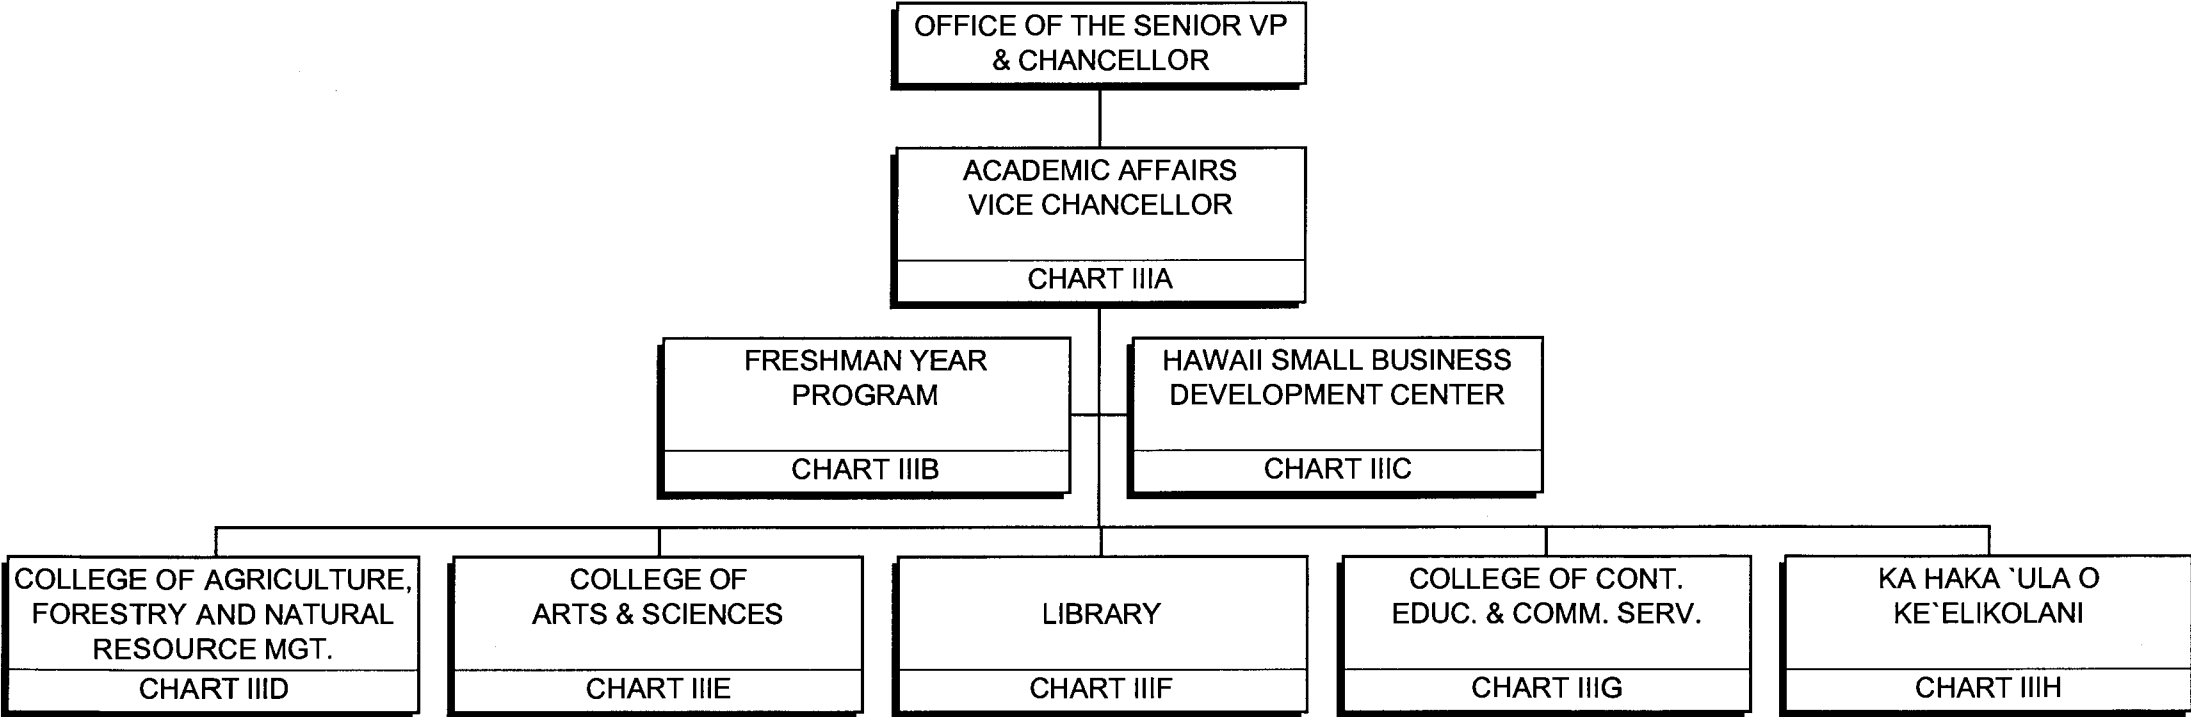 OFFICE OF THE SENIOR VP
& CHANCELLOR
ACADEMIC AFFAIRS
VICE CHANCELLOR
CHART IIIA
FRESHMAN YEAR
PROGRAM
CHART IIIB
HAWAII SMALL BUSINESS
DEVELOPMENT CENTER
CHART IIIC
COLLEGE OF AGRICULTURE,
FORESTRY AND NATURAL
RESOURCE MGT.
CHART IIID
COLLEGE OF
ARTS & SCIENCES
CHART IIIE
LIBRARY
CHART IIIF
COLLEGE OF CONT.
EDUC. & COMM. SERV.
CHART IIIG
KA HAKA `ULA O
KE`ELIKOLANI
CHART IIIH